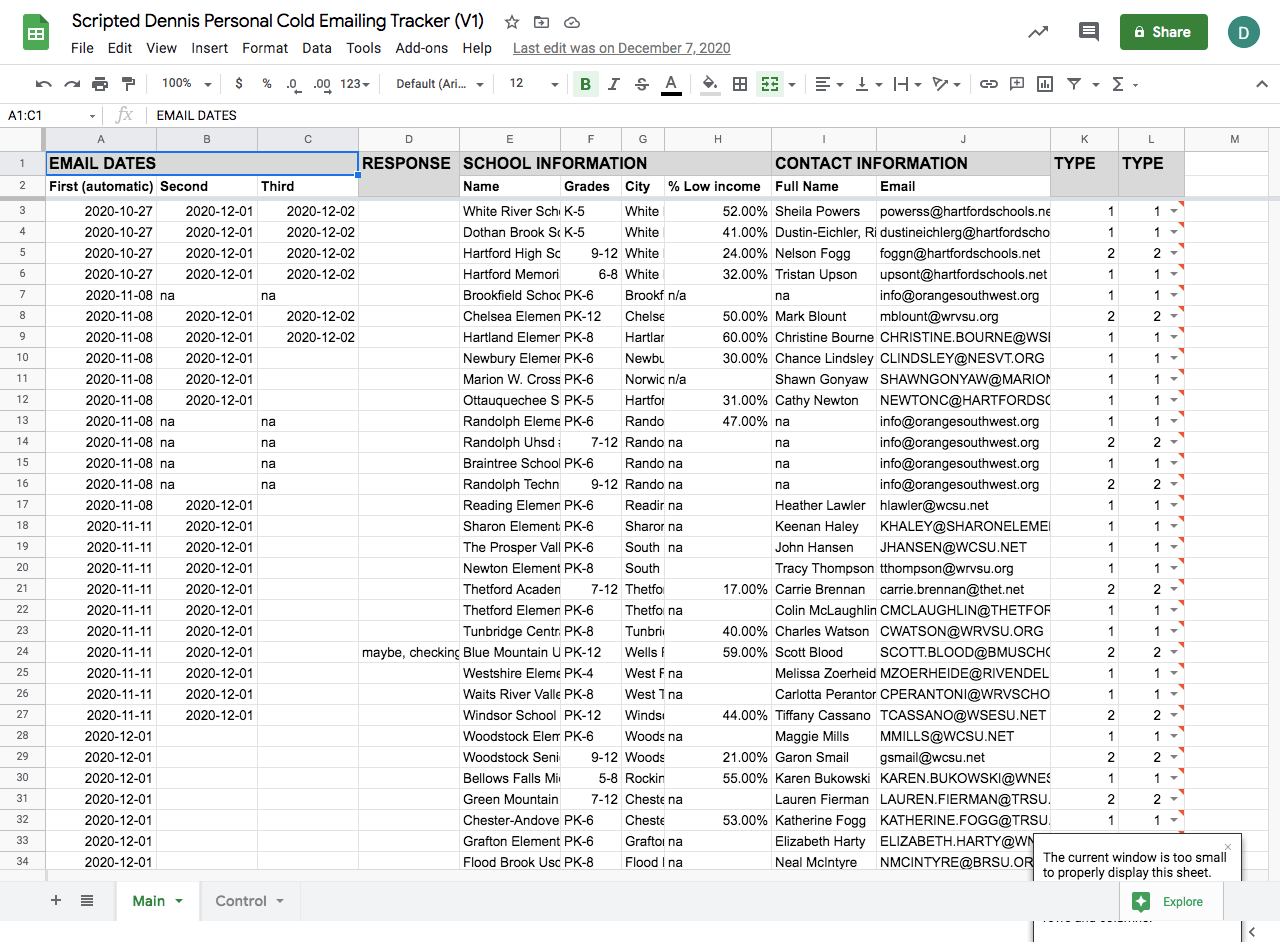 Scripted Dennis Personal Cold Emailing Tracker (V1)
File Edit View Insert Format Data Tools Add-ons Help Last edit was on December 7, 2020
Share
D
100% $ % .0 .00 123 Default (Ari... 12 B I S A
A1:C1 fx EMAIL DATES
A B C D E F G H I J K L M
1 EMAIL DATES RESPONSE SCHOOL INFORMATION CONTACT INFORMATION TYPE TYPE
2 First (automatic) Second Third Name Grades City % Low income Full Name Email
3 2020-10-27 2020-12-01 2020-12-02 White River Sch K-5 White 52.00% Sheila Powers powerss@hartfordschools.ne 1 1
4 2020-10-27 2020-12-01 2020-12-02 Dothan Brook Sc K-5 White 41.00% Dustin-Eichler, Ri dustineichlerg@hartfordscho 1 1
5 2020-10-27 2020-12-01 2020-12-02 Hartford High Sc 9-12 White 24.00% Nelson Fogg foggn@hartfordschools.net 2 2
6 2020-10-27 2020-12-01 2020-12-02 Hartford Memori 6-8 White 32.00% Tristan Upson upsont@hartfordschools.net 1 1
7 2020-11-08 na na Brookfield Schoo PK-6 Brookf n/a na info@orangesouthwest.org 1 1
8 2020-11-08 2020-12-01 2020-12-02 Chelsea Elemen PK-12 Chelse 50.00% Mark Blount mblount@wrvsu.org 2 2
9 2020-11-08 2020-12-01 2020-12-02 Hartland Elemen PK-8 Hartlar 60.00% Christine Bourne CHRISTINE.BOURNE@WSE 1 1
10 2020-11-08 2020-12-01 Newbury Elemer PK-6 Newbu 30.00% Chance Lindsley CLINDSLEY@NESVT.ORG 1 1
11 2020-11-08 2020-12-01 Marion W. Cross PK-6 Norwic n/a Shawn Gonyaw SHAWNGONYAW@MARION 1 1
12 2020-11-08 2020-12-01 Ottauquechee S PK-5 Hartfor 31.00% Cathy Newton NEWTONC@HARTFORDSC 1 1
13 2020-11-08 na na Randolph Eleme PK-6 Rando 47.00% na info@orangesouthwest.org 1 1
14 2020-11-08 na na Randolph Uhsd 7-12 Rando na na info@orangesouthwest.org 2 2
15 2020-11-08 na na Braintree School PK-6 Rando na na info@orangesouthwest.org 1 1
16 2020-11-08 na na Randolph Techn 9-12 Rando na na info@orangesouthwest.org 2 2
17 2020-11-08 2020-12-01 Reading Elemen PK-6 Readir na Heather Lawler hlawler@wcsu.net 1 1
18 2020-11-11 2020-12-01 Sharon Elementa PK-6 Sharor na Keenan Haley KHALEY@SHARONELEME 1 1
19 2020-11-11 2020-12-01 The Prosper Vall PK-6 South na John Hansen JHANSEN@WCSU.NET 1 1
20 2020-11-11 2020-12-01 Newton Element PK-8 South Tracy Thompson tthompson@wrvsu.org 1 1
21 2020-11-11 2020-12-01 Thetford Academ 7-12 Thetfo 17.00% Carrie Brennan carrie.brennan@thet.net 2 2
22 2020-11-11 2020-12-01 Thetford Elemen PK-6 Thetfo na Colin McLaughlin CMCLAUGHLIN@THETFOR 1 1
23 2020-11-11 2020-12-01 Tunbridge Centr PK-8 Tunbri 40.00% Charles Watson CWATSON@WRVSU.ORG 1 1
24 2020-11-11 2020-12-01 maybe, checking Blue Mountain U PK-12 Wells 59.00% Scott Blood SCOTT.BLOOD@BMUSCHO 2 2
25 2020-11-11 2020-12-01 Westshire Eleme PK-4 West na Melissa Zoerheid MZOERHEIDE@RIVENDEL 1 1
26 2020-11-11 2020-12-01 Waits River Valle PK-8 West T na Carlotta Perantor CPERANTONI@WRVSCHO 1 1
27 2020-11-11 2020-12-01 Windsor School PK-12 Winds 44.00% Tiffany Cassano TCASSANO@WSESU.NET 2 2
28 2020-12-01 Woodstock Elem PK-6 Woods na Maggie Mills MMILLS@WCSU.NET 1 1
29 2020-12-01 Woodstock Seni 9-12 Woods 21.00% Garon Smail gsmail@wcsu.net 2 2
30 2020-12-01 Bellows Falls Mi 5-8 Rockin 55.00% Karen Bukowski KAREN.BUKOWSKI@WNES 1 1
31 2020-12-01 Green Mountain 7-12 Cheste na Lauren Fierman LAUREN.FIERMAN@TRSU. 2 2
32 2020-12-01 Chester-Andove PK-6 Cheste 53.00% Katherine Fogg KATHERINE.FOGG@TRSU. 1 1
33 2020-12-01 Grafton Element PK-6 Grafto na Elizabeth Harty ELIZABETH.HARTY@WN
34 2020-12-01 Flood Brook Usd PK-8 Flood na Neal McIntyre NMCINTYRE@BRSU.OR
The current window is too small
to properly display this sheet.
Main Control Explore